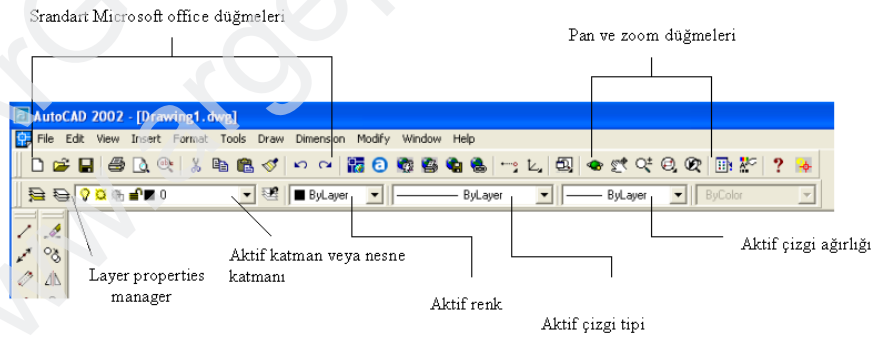 Srandart Microsoft office düğmeleri
Pan ve zoom düğmeleri
AutoCAD 2002 - [Drawing1.dwg]
File Edit View Insert Format Tools Draw Dimension Modify Window Help
0 ByLayer ByLayer ByLayer ByColor
Aktif çizgi ağırlığı
Aktif katman veya nesne
katmanı
Layer properties
manager
Aktif renk
Aktif çizgi tipi